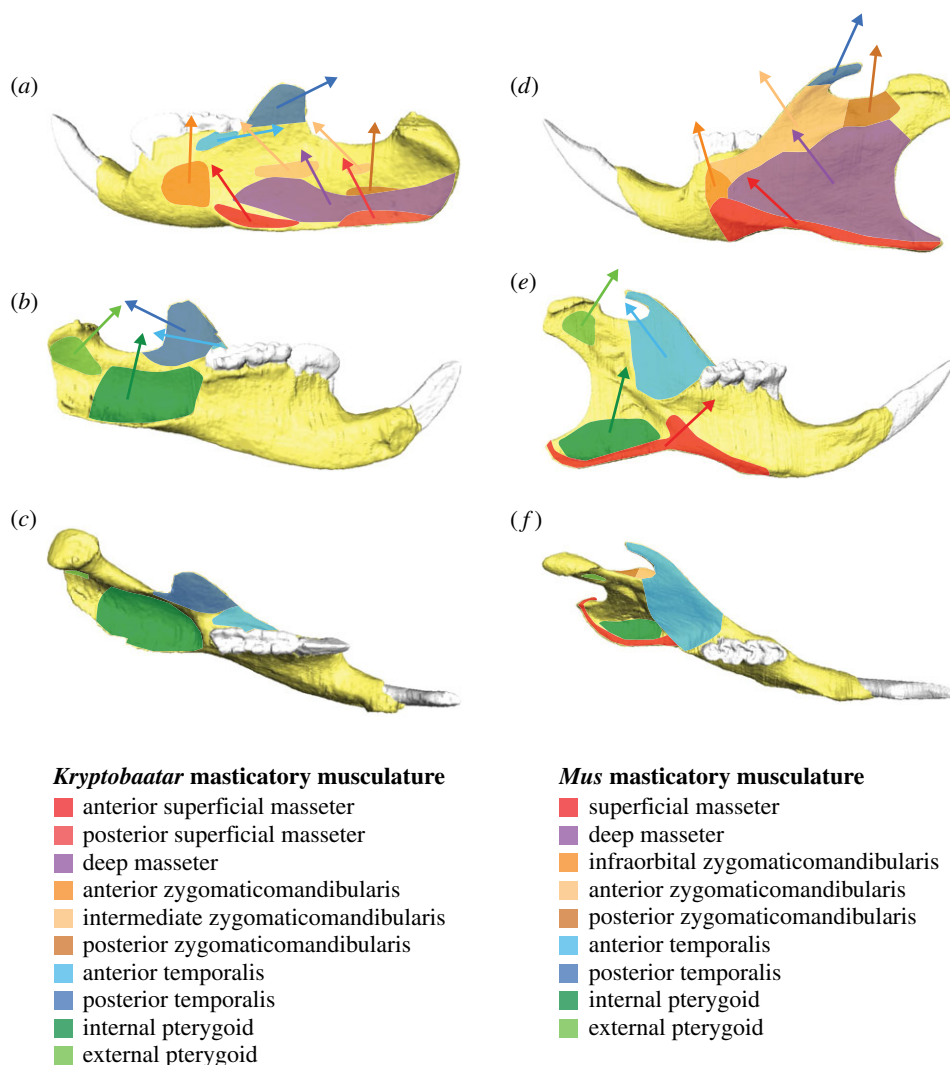 (a)
(d)
(b)
(e)
(c)
(f)
Kryptobaatar masticatory musculature
anterior superficial masseter
posterior superficial masseter
deep masseter
anterior zygomaticomandibularis
intermediate zygomaticomandibularis
posterior zygomaticomandibularis
anterior temporalis
posterior temporalis
internal pterygoid
external pterygoid
Mus masticatory musculature
superficial masseter
deep masseter
infraorbital zygomaticomandibularis
anterior zygomaticomandibularis
posterior zygomaticomandibularis
anterior temporalis
posterior temporalis
internal pterygoid
external pterygoid